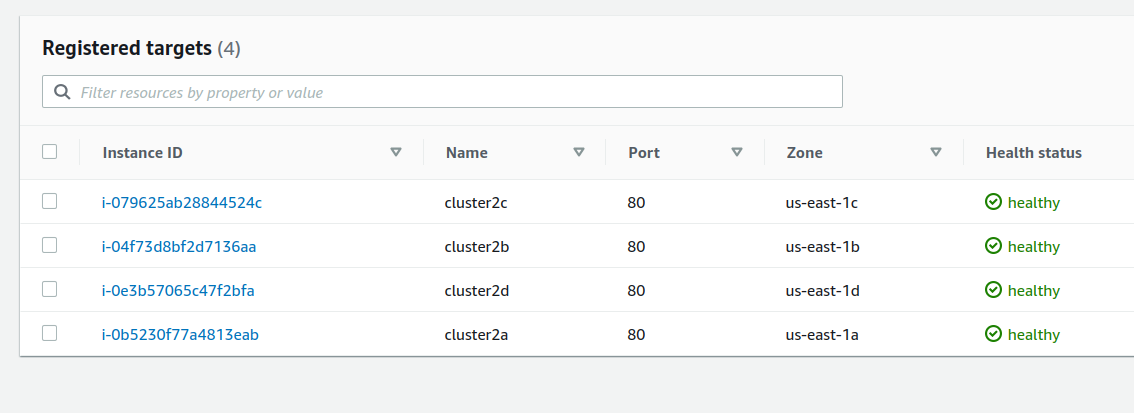 Registered targets (4)
Filter resources by property or value
Instance ID Name Port Zone Health status
i-079625ab28844524c cluster2c 80 us-east-1c healthy
i-04f73d8bf2d7136aa cluster2b 80 us-east-1b healthy
i-0e3b57065c47f2bfa cluster2d 80 us-east-1d healthy
i-0b5230f77a4813eab cluster2a 80 us-east-1a healthy